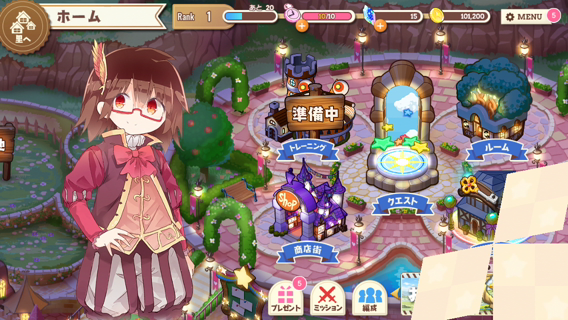 里へ
ホーム
Rank 1
あと 20
10/10
15
101,200
MENU
5
準備中
トレーニング
ルーム
クエスト
Shop
商店街
5
プレゼント
ミッション
編成